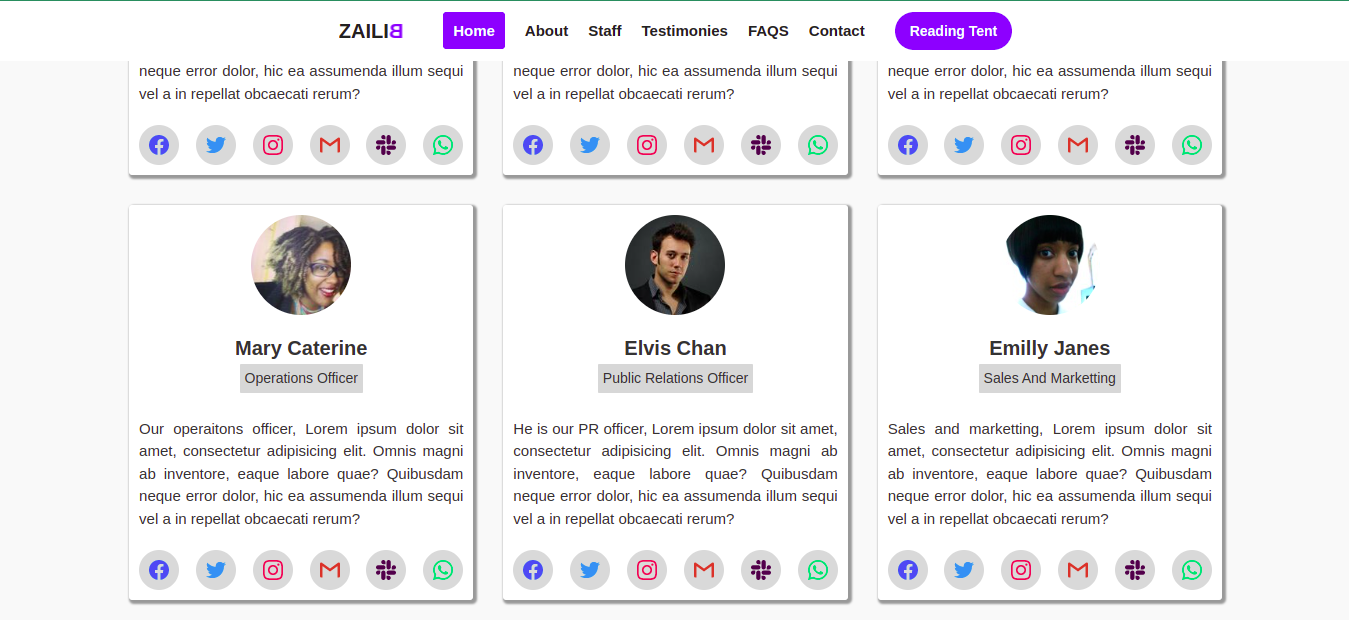 ZAILIB Home About Staff Testimonies FAQS Contact Reading Tent
neque error dolor, hic ea assumenda illum sequi
vel a in repellat obcaecati rerum?
neque error dolor, hic ea assumenda illum sequi
vel a in repellat obcaecati rerum?
neque error dolor, hic ea assumenda illum sequi
vel a in repellat obcaecati rerum?
Mary Caterine
Operations Officer
Our operaitons officer, Lorem ipsum dolor sit
amet, consectetur adipisicing elit. Omnis magni
ab inventore, eaque labore quae? Quibusdam
neque error dolor, hic ea assumenda illum sequi
vel a in repellat obcaecati rerum?
Elvis Chan
Public Relations Officer
He is our PR officer, Lorem ipsum dolor sit amet,
consectetur adipisicing elit. Omnis magni ab
inventore, eaque labore quae? Quibusdam
neque error dolor, hic ea assumenda illum sequi
vel a in repellat obcaecati rerum?
Emilly Janes
Sales And Marketting
Sales and marketting, Lorem ipsum dolor sit
amet, consectetur adipisicing elit. Omnis magni
ab inventore, eaque labore quae? Quibusdam
neque error dolor, hic ea assumenda illum sequi
vel a in repellat obcaecati rerum?